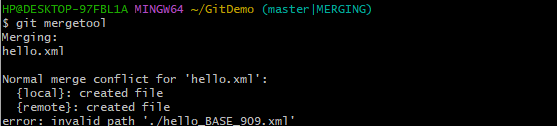 HP@DESKTOP-97FBL1A MINGW64 ~/GitDemo (master|MERGING)
$ git mergetool
Merging:
hello.xml
Normal merge conflict for 'hello.xml':
{local}: created file
{remote}: created file
error: invalid path './hello_BASE_909.xml'